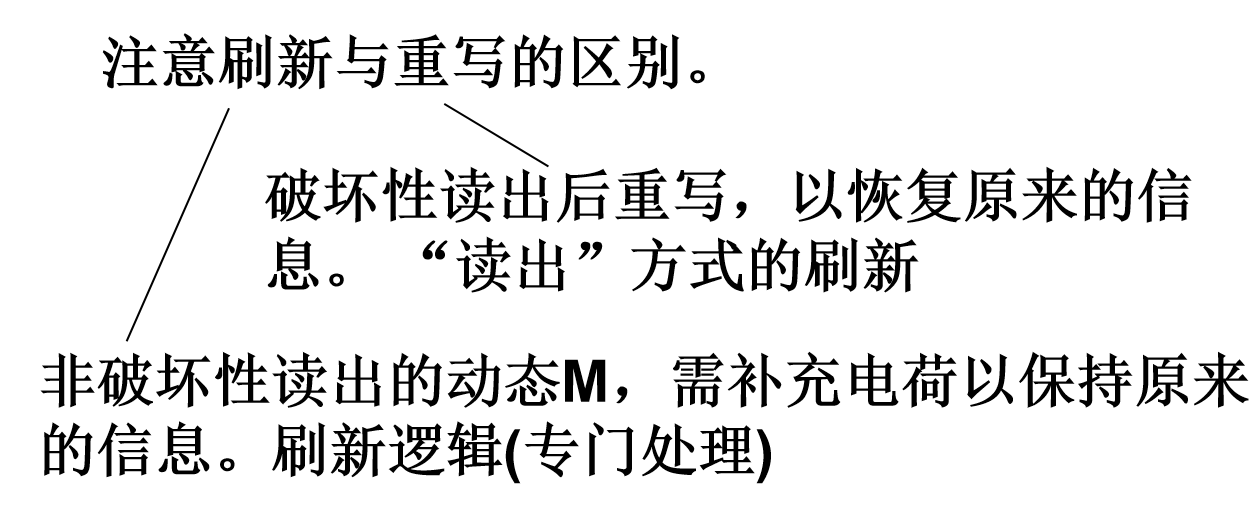 注意刷新与重写的区别。
破坏性读出后重写，以恢复原来的信
息。 “读出”方式的刷新
非破坏性读出的动态M，需补充电荷以保持原来
的信息。刷新逻辑(专门处理)